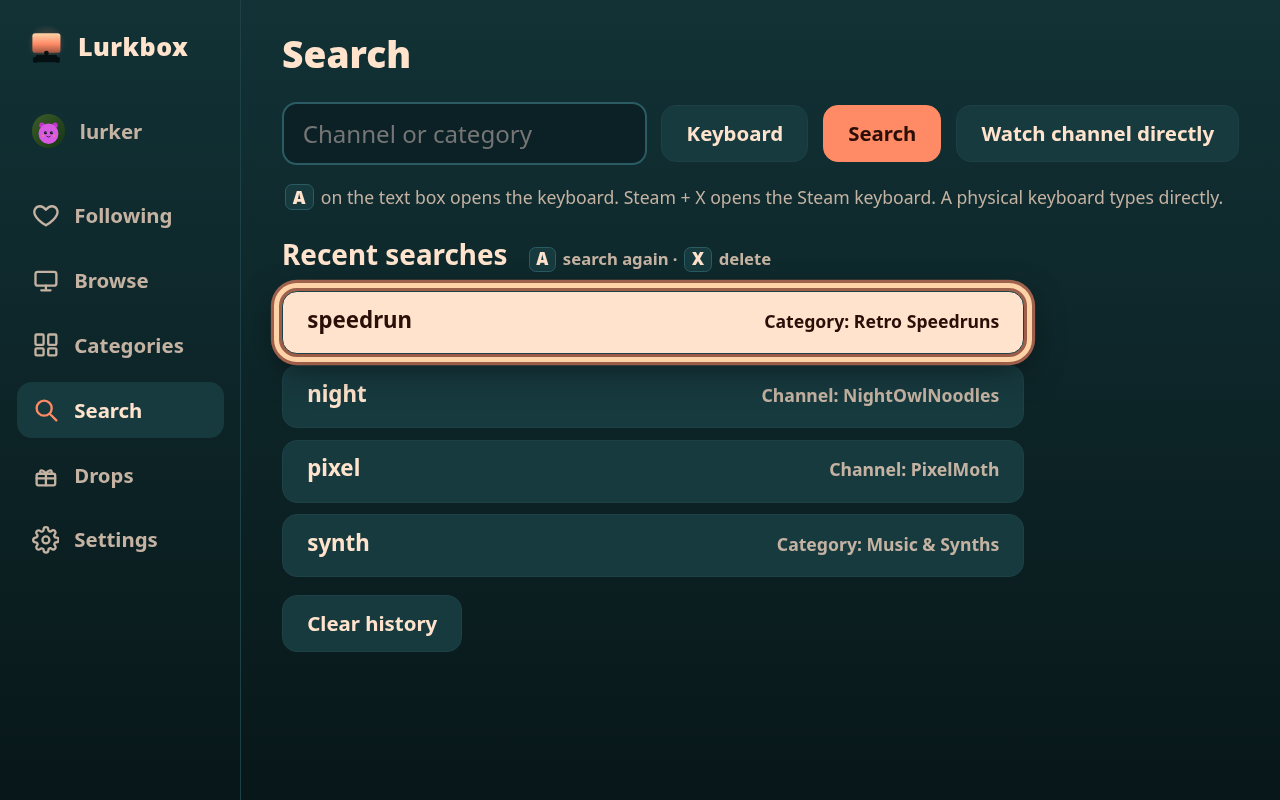 Lurkbox
lurker
Following
Browse
Categories
Search
Drops
Settings
Search
Channel or category
Keyboard
Search
Watch channel directly
A on the text box opens the keyboard. Steam + X opens the Steam keyboard. A physical keyboard types directly.
Recent searches A search again · X delete
speedrun Category: Retro Speedruns
night Channel: NightOwlNoodles
pixel Channel: PixelMoth
synth Category: Music & Synths
Clear history